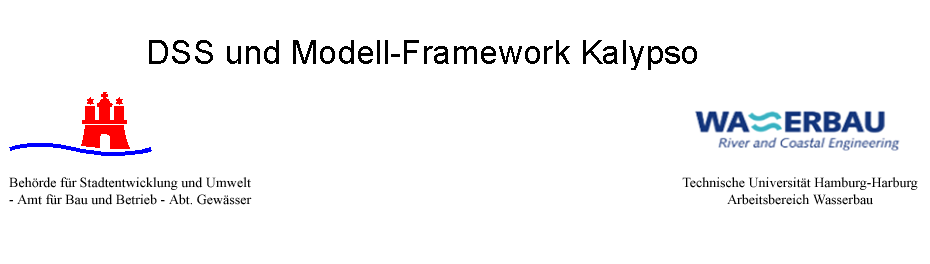 DSS und Modell-Framework Kalypso
WASSERBAU
River and Coastal Engineering
Behörde für Stadtentwicklung und Umwelt
- Amt für Bau und Betrieb - Abt. Gewässer
Technische Universität Hamburg-Harburg
Arbeitsbereich Wasserbau